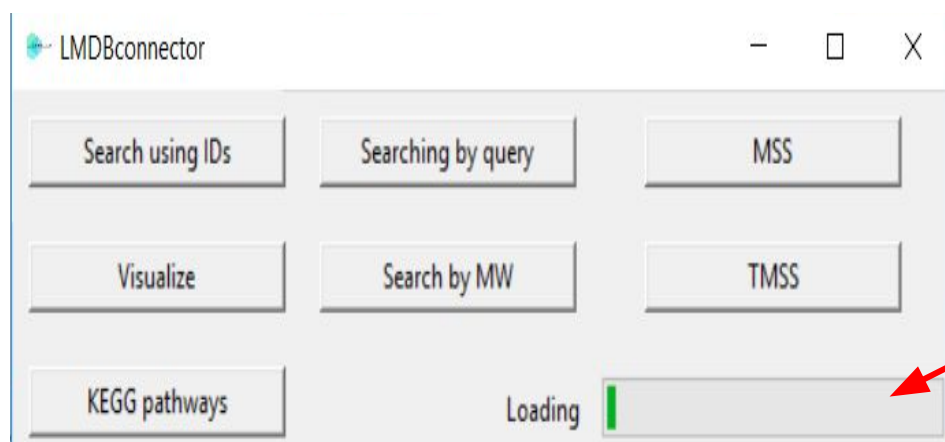 LMDBconnector
Search using IDs
Searching by query
MSS
Visualize
Search by MW
TMSS
KEGG pathways
Loading